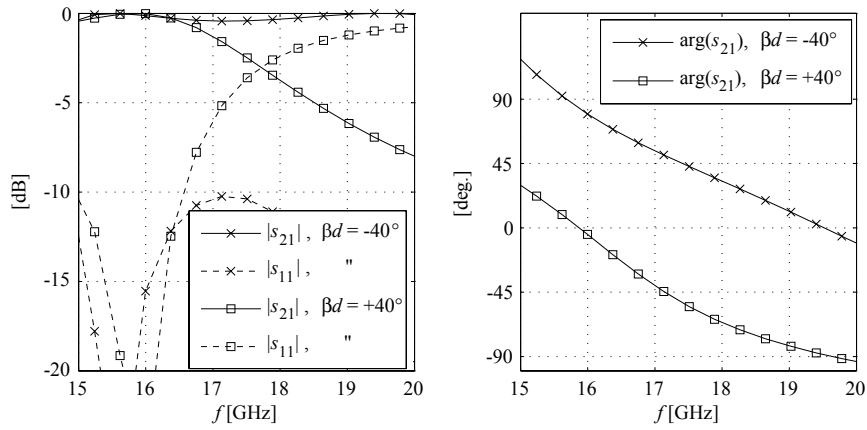 0
-5
-10
-15
-20
[dB]
15 16 17 18 19 20
f [GHz]
|s21| , βd = -40°
|s11| , "
|s21| , βd = +40°
|s11| , "
90
45
0
-45
-90
[deg.]
15 16 17 18 19 20
f [GHz]
arg(s21), βd = -40°
arg(s21), βd = +40°